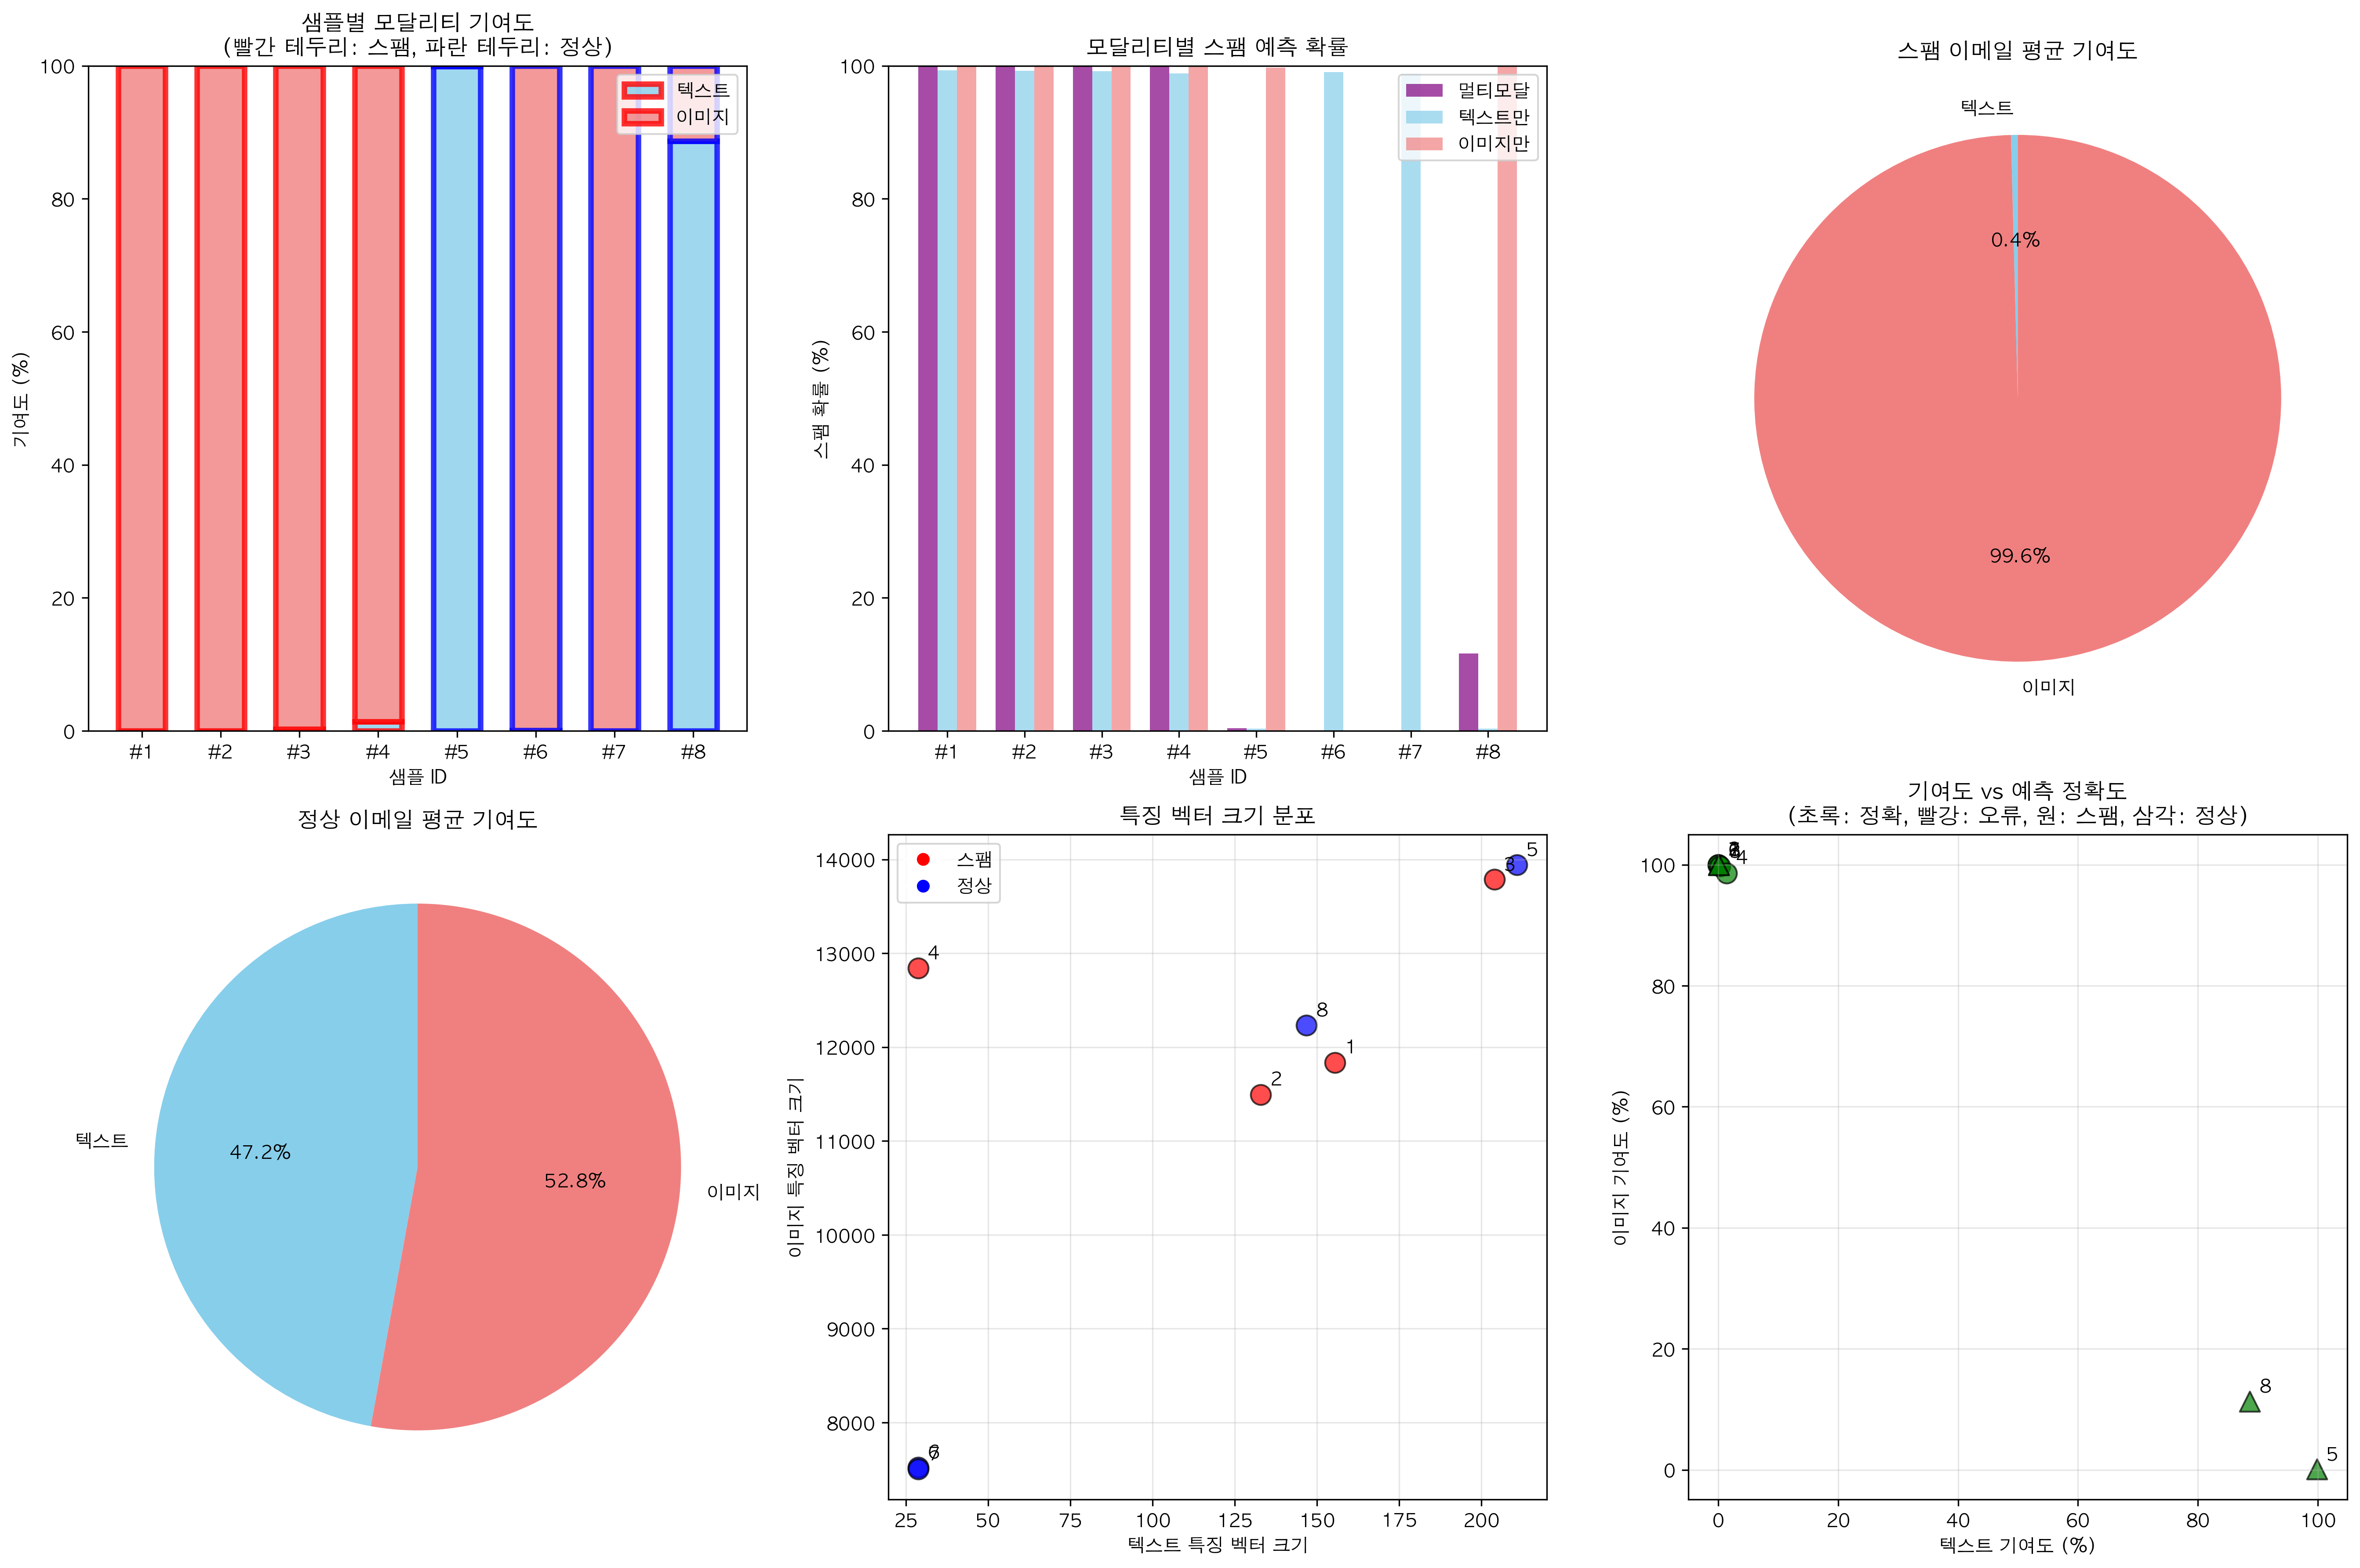 샘플별 모달리티 기여도
(빨간 테두리: 스팸, 파란 테두리: 정상)
기여도 (%)
100
80
60
40
20
0
텍스트
이미지
#1 #2 #3 #4 #5 #6 #7 #8
샘플 ID
모달리티별 스팸 예측 확률
스팸 확률 (%)
100
80
60
40
20
0
멀티모달
텍스트만
이미지만
#1 #2 #3 #4 #5 #6 #7 #8
샘플 ID
스팸 이메일 평균 기여도
텍스트
0.4%
99.6%
이미지
정상 이메일 평균 기여도
텍스트
47.2%
52.8%
이미지
특징 벡터 크기 분포
이미지 특징 벡터 크기
14000
13000
12000
11000
10000
9000
8000
스팸
정상
5
3
4
8
1
2
6
7
25 50 75 100 125 150 175 200
텍스트 특징 벡터 크기
기여도 vs 예측 정확도
(초록: 정확, 빨강: 오류, 원: 스팸, 삼각: 정상)
이미지 기여도 (%)
100
80
60
40
20
0
4
8
5
0 20 40 60 80 100
텍스트 기여도 (%)